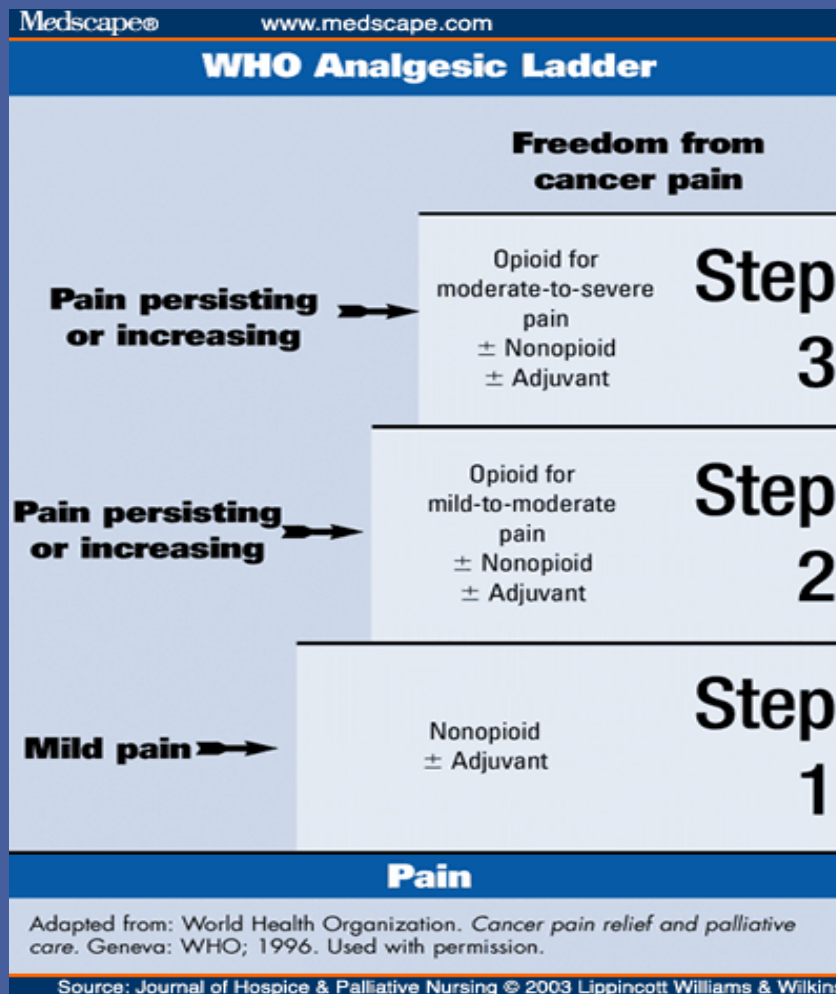 Medscape® www.medscape.com
WHO Analgesic Ladder
Freedom from
cancer pain
Pain persisting
or increasing
Opioid for
moderate-to-severe
pain
± Nonopioid
± Adjuvant
Step
3
Pain persisting
or increasing
Opioid for
mild-to-moderate
pain
± Nonopioid
± Adjuvant
Step
2
Mild pain
Nonopioid
± Adjuvant
Step
1
Pain
Adapted from: World Health Organization. Cancer pain relief and palliative
care. Geneva: WHO; 1996. Used with permission.
Source: Journal of Hospice & Palliative Nursing © 2003 Lippincott Williams & Wilkin